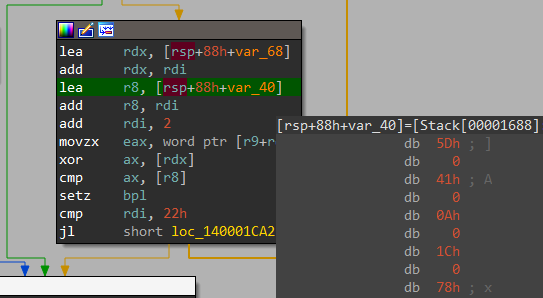 lea rdx, [rsp+88h+var_68]
add rdx, rdi
lea r8, [rsp+88h+var_40]
add r8, rdi
add rdi, 2
movzx eax, word ptr [r9+r
xor ax, [rdx]
cmp ax, [r8]
setz bpl
cmp rdi, 22h
jl short loc_140001CA2
[rsp+88h+var_40]=[Stack[00001688]
db 5Dh ; ]
db 0
db 41h ; A
db 0
db 0Ah
db 0
db 1Ch
db 0
db 78h ; x